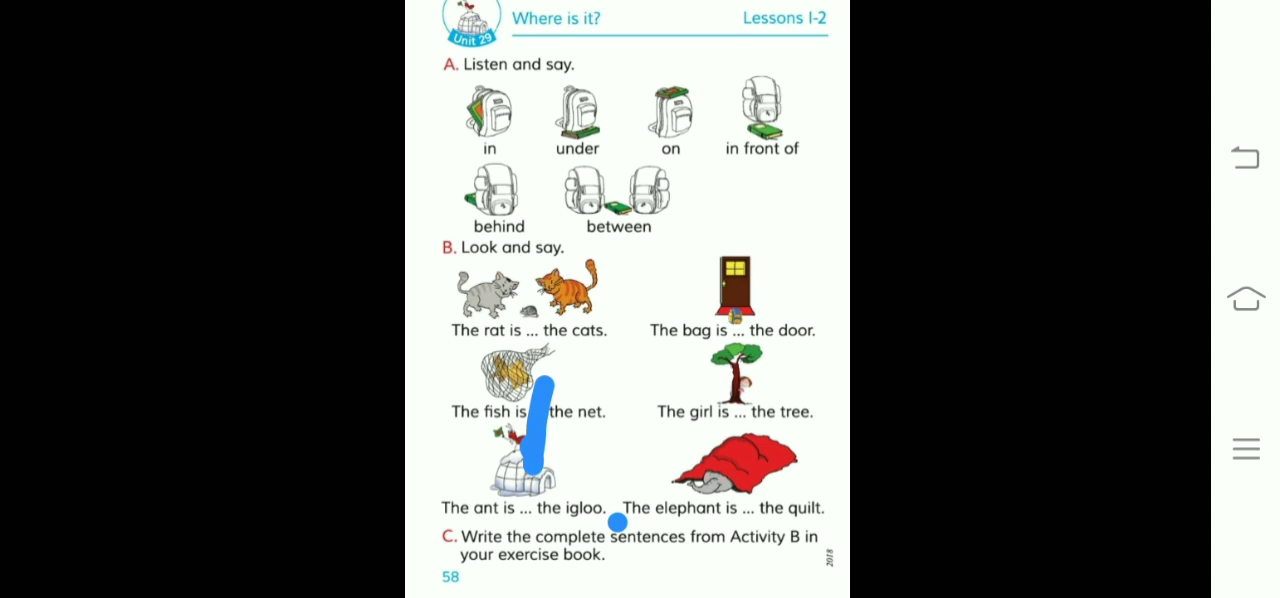 Where is it?
Lessons 1-2
Unit 29
A. Listen and say.
in under on in front of
behind between
B. Look and say.
The rat is ... the cats. The bag is ... the door.
The fish is the net. The girl is ... the tree.
The ant is ... the igloo. The elephant is ... the quilt.
C. Write the complete sentences from Activity B in
your exercise book.
58
2018